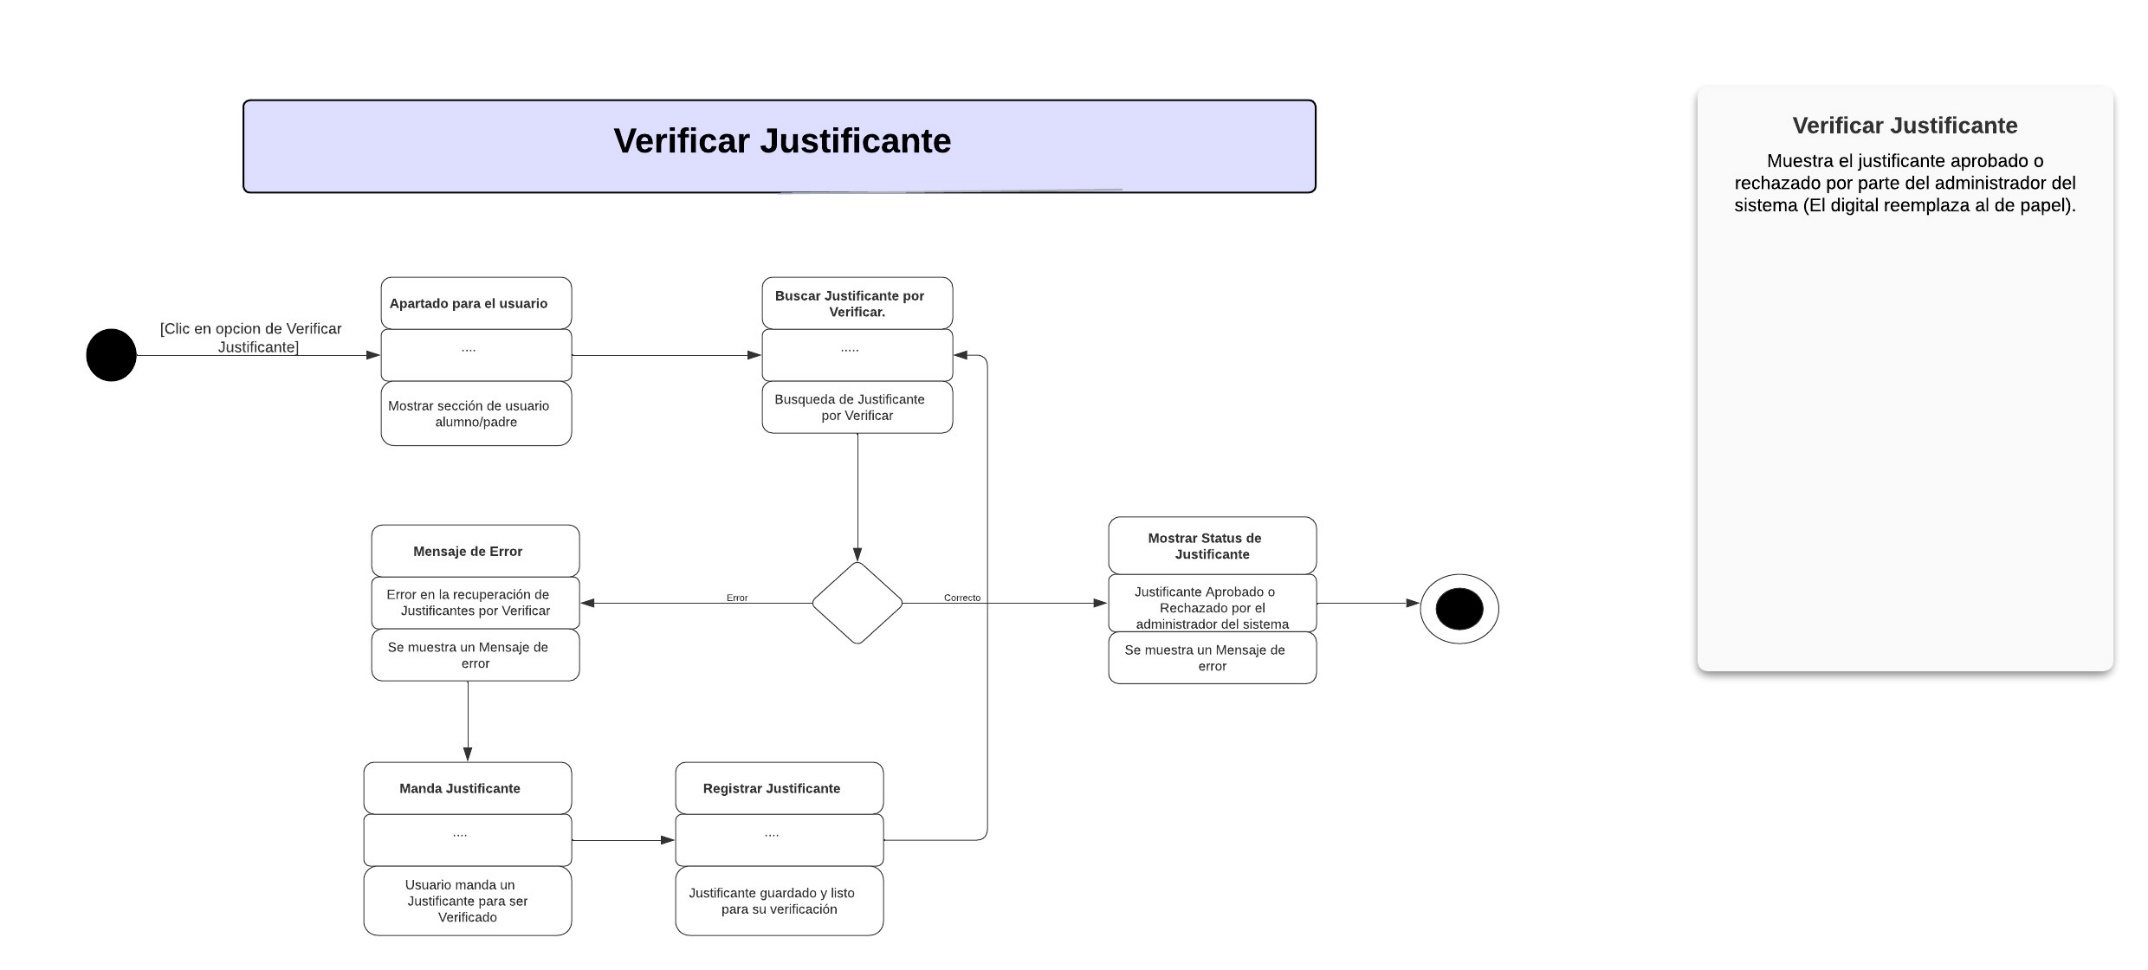 Verificar Justificante
Verificar Justificante
Muestra el justificante aprobado o
rechazado por parte del administrador del
sistema (El digital reemplaza al de papel).
[Clic en opcion de Verificar
Justificante]
Apartado para el usuario
....
Mostrar sección de usuario
alumno/padre
Buscar Justificante por
Verificar.
.....
Busqueda de Justificante
por Verificar
Mensaje de Error
Error en la recuperación de
Justificantes por Verificar
Se muestra un Mensaje de
error
Error
Correcto
Mostrar Status de
Justificante
Justificante Aprobado o
Rechazado por el
administrador del sistema
Se muestra un Mensaje de
error
Manda Justificante
....
Usuario manda un
Justificante para ser
Verificado
Registrar Justificante
....
Justificante guardado y listo
para su verificación